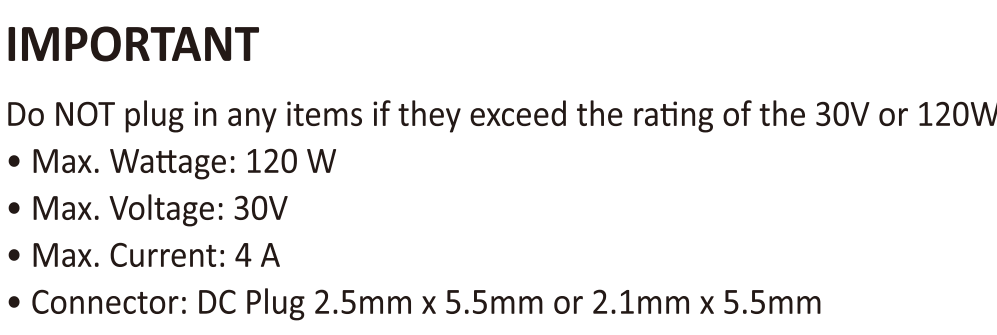 IMPORTANT
Do NOT plug in any items if they exceed the rating of the 30V or 120W
• Max. Wattage: 120 W
• Max. Voltage: 30V
• Max. Current: 4 A
• Connector: DC Plug 2.5mm x 5.5mm or 2.1mm x 5.5mm